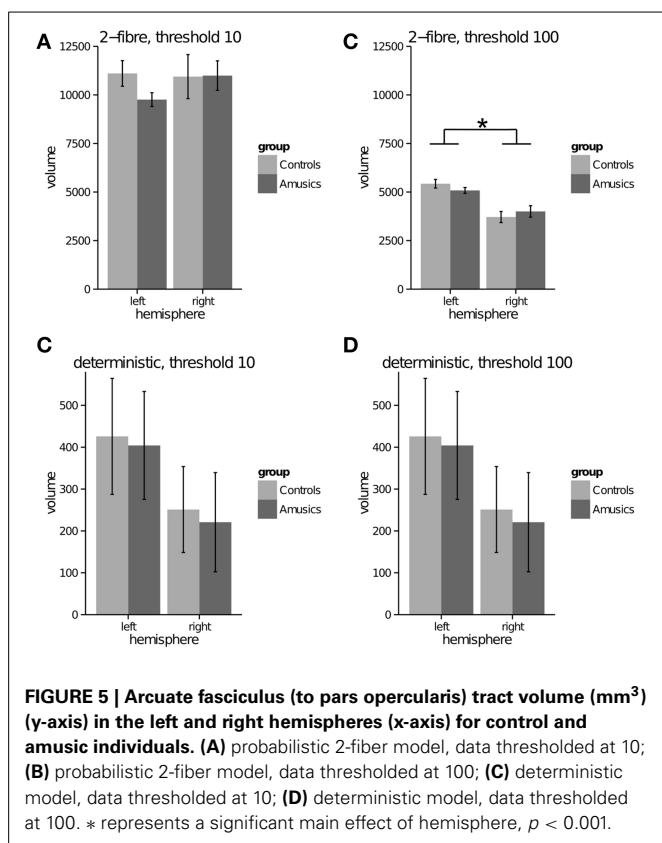 A 2–fibre, threshold 10
12500
10000
7500
5000
2500
0
volume
left right
hemisphere
group
Controls
Amusics
C 2–fibre, threshold 100
12500
10000
7500
5000
2500
0
volume
*
left right
hemisphere
group
Controls
Amusics
C deterministic, threshold 10
500
400
300
200
100
0
volume
left right
hemisphere
group
Controls
Amusics
D deterministic, threshold 100
500
400
300
200
100
0
volume
left right
hemisphere
group
Controls
Amusics
FIGURE 5 | Arcuate fasciculus (to pars opercularis) tract volume (mm³)
(y-axis) in the left and right hemispheres (x-axis) for control and
amusic individuals. (A) probabilistic 2-fiber model, data thresholded at 10;
(B) probabilistic 2-fiber model, data thresholded at 100; (C) deterministic
model, data thresholded at 10; (D) deterministic model, data thresholded
at 100. * represents a significant main effect of hemisphere, p < 0.001.